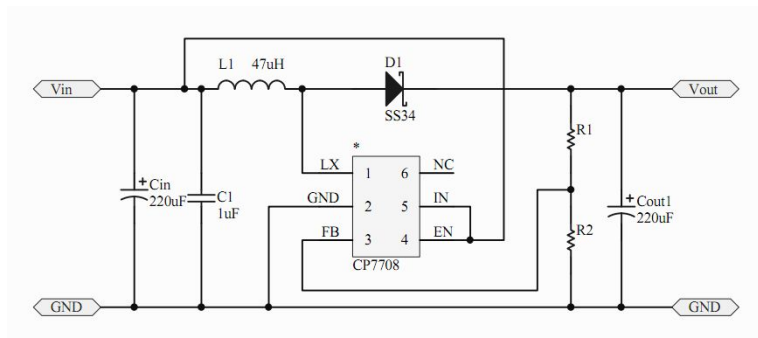 L1 47uH
D1
Vin
Vout
SS34
R1
*
LX 1 6 NC
+ Cin
220uF
C1
1uF
GND 2 5 IN
+ Cout1
220uF
FB 3 4 EN
R2
CP7708
GND
GND